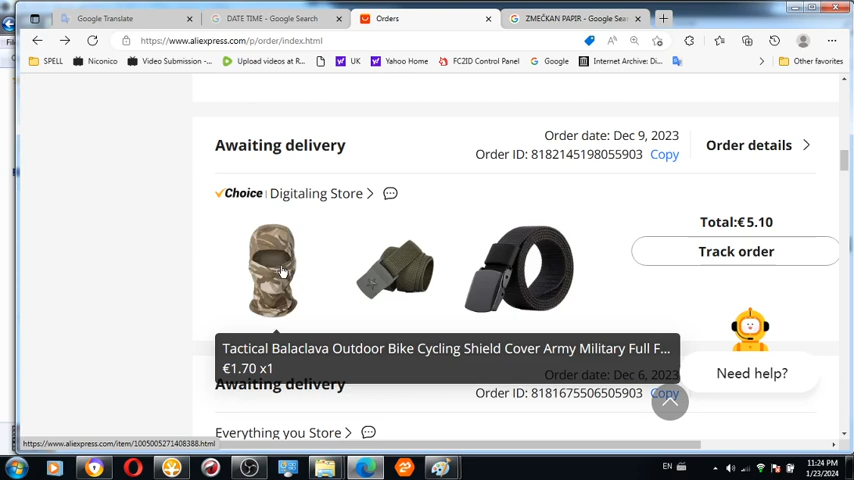 Google Translate
DATE TIME - Google Search
Orders
ZMEČKAN PAPIR - Google Sear
https://www.aliexpress.com/p/order/index.html
SPELL
Niconico
Video Submission -...
Upload videos at R...
UK
Yahoo Home
FC2ID Control Panel
Google
Internet Archive: Di...
Other favorites
Awaiting delivery
Order date: Dec 9, 2023
Order ID: 8182145198055903 Copy
Order details
Choice Digitaling Store
Total:€5.10
Track order
Tactical Balaclava Outdoor Bike Cycling Shield Cover Army Military Full F...
€1.70 x1
Need help?
Awaiting delivery
Order date: Dec 6, 2023
Order ID: 8181675506505903 Copy
Everything you Store
https://www.aliexpress.com/item/1005005271408388.html
EN
11:24 PM
1/23/2024